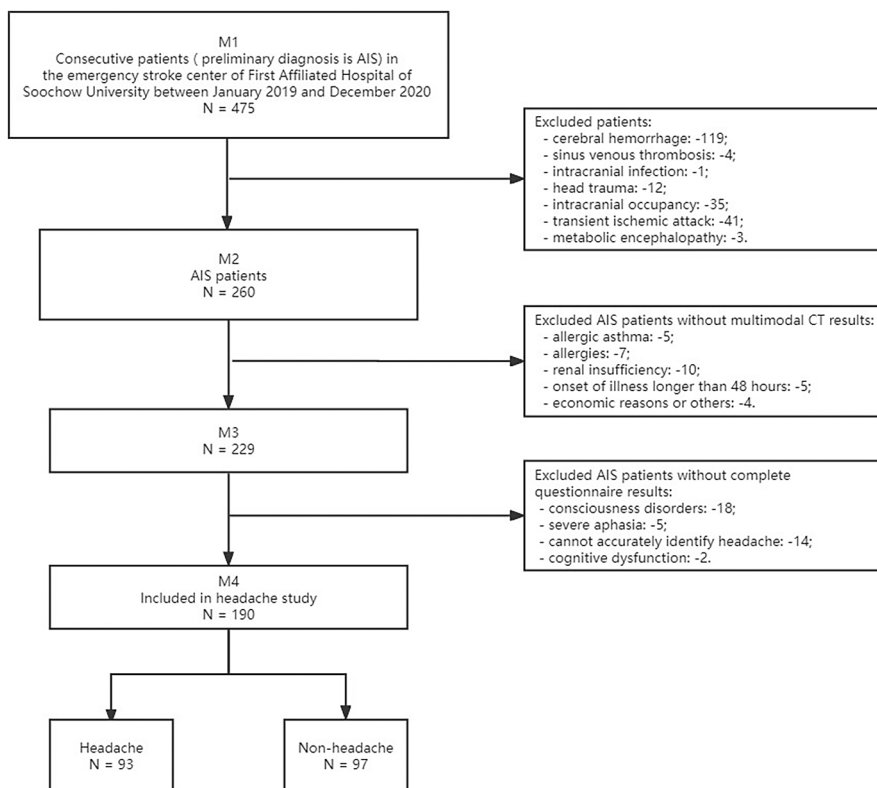 M1
Consecutive patients ( preliminary diagnosis is AIS) in
the emergency stroke center of First Affiliated Hospital of
Soochow University between January 2019 and December 2020
N = 475
Excluded patients:
- cerebral hemorrhage: -119;
- sinus venous thrombosis: -4;
- intracranial infection: -1;
- head trauma: -12;
- intracranial occupancy: -35;
- transient ischemic attack: -41;
- metabolic encephalopathy: -3.
M2
AIS patients
N = 260
Excluded AIS patients without multimodal CT results:
- allergic asthma: -5;
- allergies: -7;
- renal insufficiency: -10;
- onset of illness longer than 48 hours: -5;
- economic reasons or others: -4.
M3
N = 229
Excluded AIS patients without complete
questionnaire results:
- consciousness disorders: -18;
- severe aphasia: -5;
- cannot accurately identify headache: -14;
- cognitive dysfunction: -2.
M4
Included in headache study
N = 190
Headache
N = 93
Non-headache
N = 97